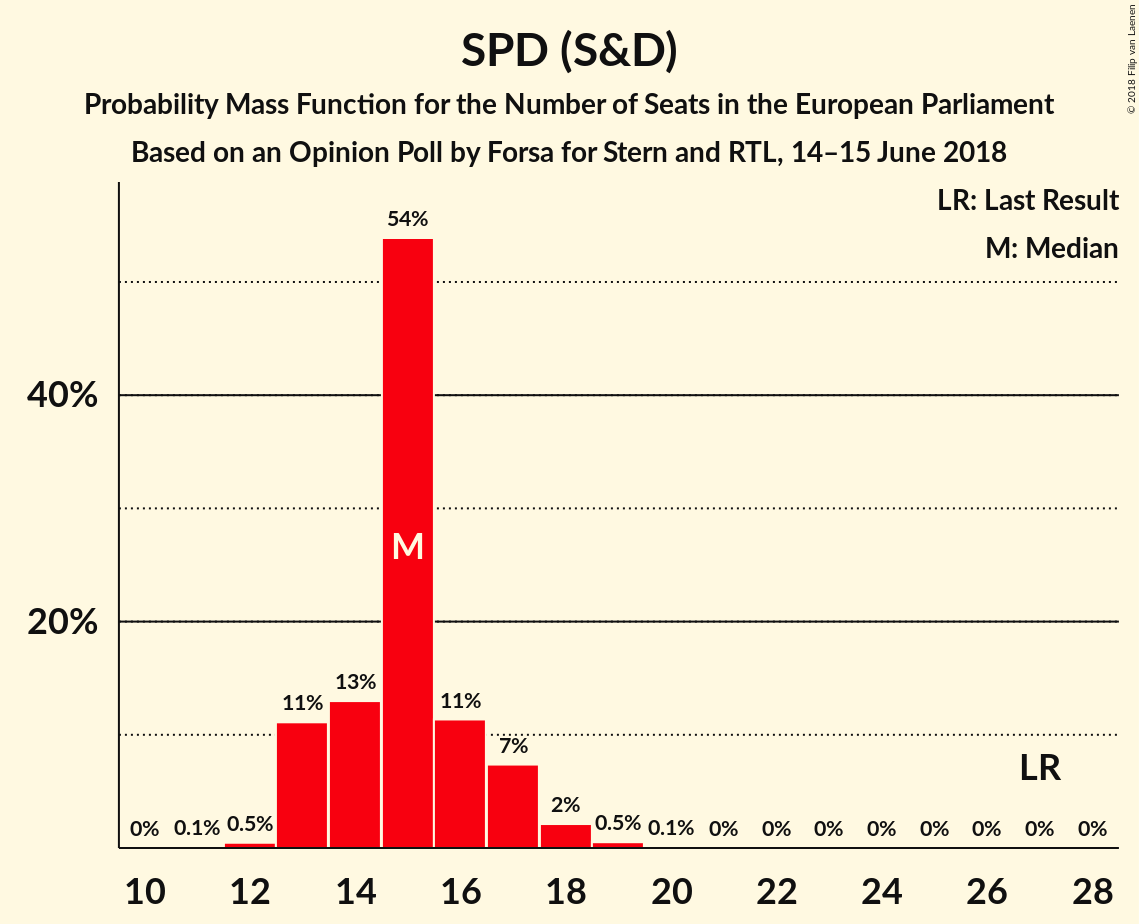 SPD (S&D)
Probability Mass Function for the Number of Seats in the European Parliament
Based on an Opinion Poll by Forsa for Stern and RTL, 14–15 June 2018
© 2018 Filip van Laenen
LR: Last Result
M: Median
40%
20%
0% 0.1% 0.5% 11% 13% 54% 11% 7% 2% 0.5% 0.1% 0% 0% 0% 0% 0% 0% 0% 0%
M
LR
10 12 14 16 18 20 22 24 26 28